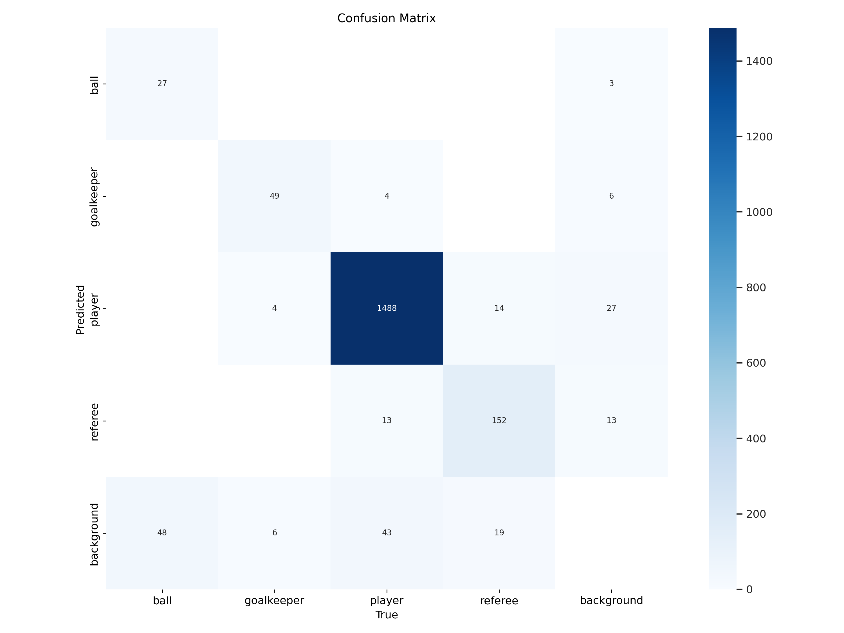 Confusion Matrix
ball
27
3
1400
1200
goalkeeper
49
4
6
1000
Predicted
player
4
1488
14
27
800
600
referee
13
152
13
400
background
48
6
43
19
200
0
ball
goalkeeper
player
referee
background
True